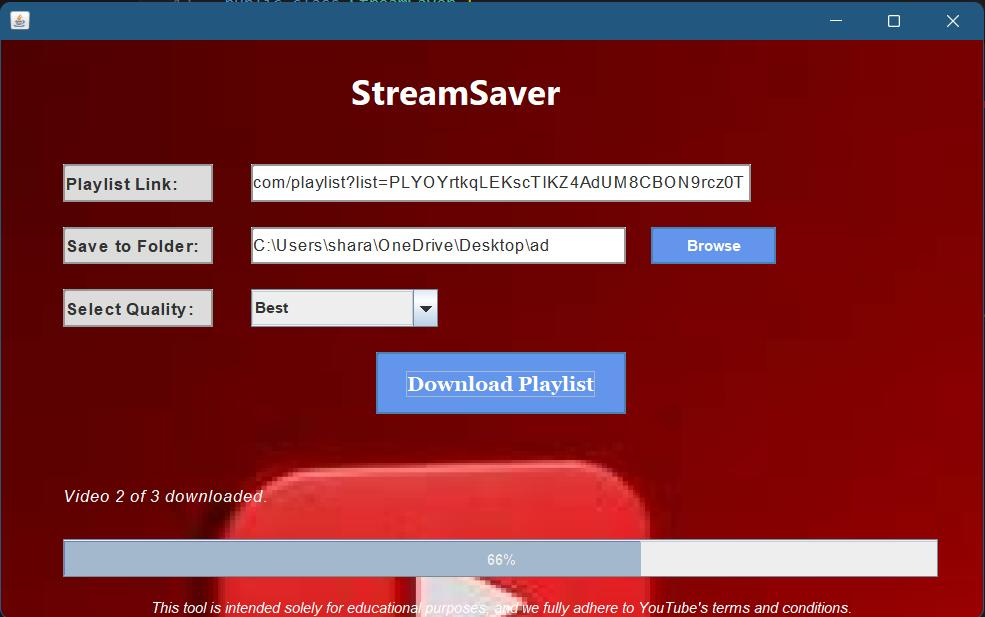 StreamSaver
Playlist Link: com/playlist?list=PLYOYrtkqLEKscTIKZ4AdUM8CBON9rcz0T
Save to Folder: C:\Users\shara\OneDrive\Desktop\ad Browse
Select Quality: Best
Download Playlist
Video 2 of 3 downloaded.
66%
This tool is intended solely for educational purposes, and we fully adhere to YouTube's terms and conditions.